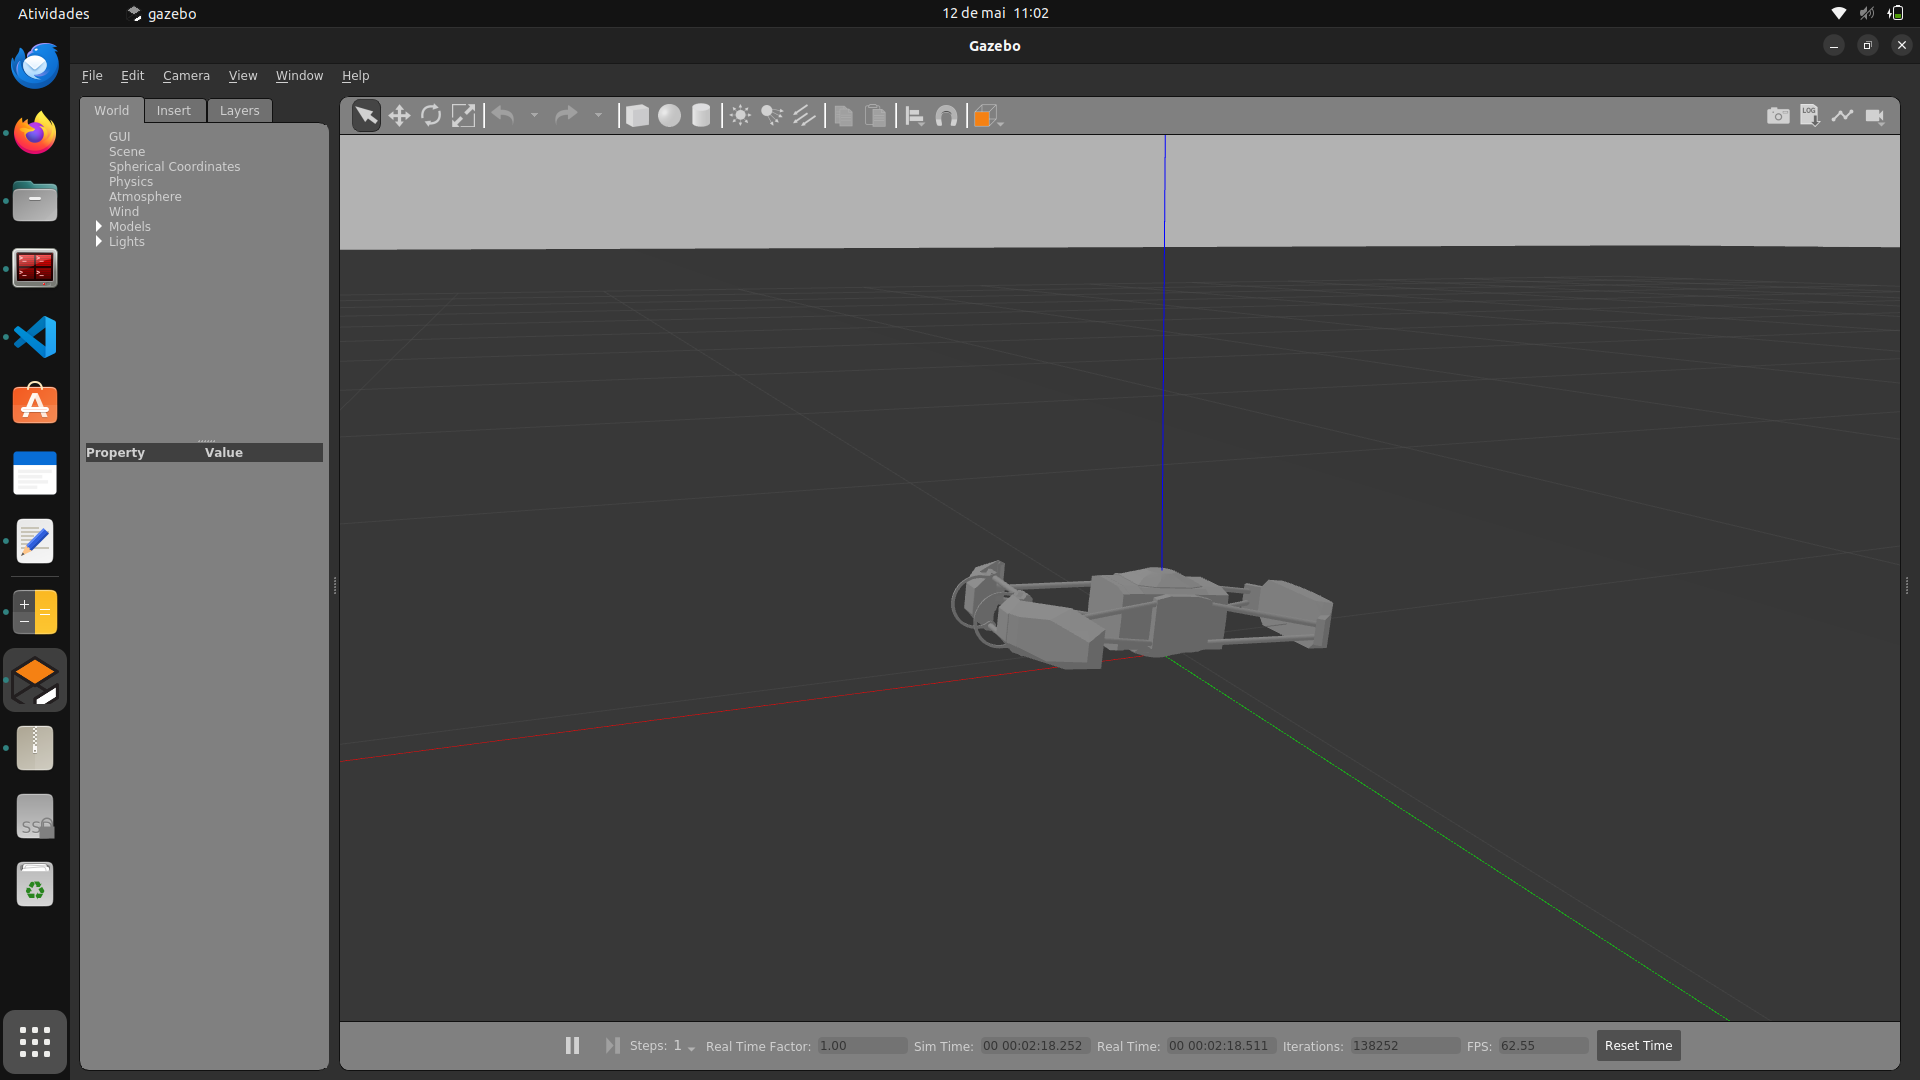 Atividades
gazebo
12 de mai 11:02
Gazebo
File Edit Camera View Window Help
World Insert Layers
LOG
GUI
Scene
Spherical Coordinates
Physics
Atmosphere
Wind
Models
Lights
Property Value
SSD
Steps: 1 Real Time Factor: 1.00 Sim Time: 00 00:02:18.252 Real Time: 00 00:02:18.511 Iterations: 138252 FPS: 62.55 Reset Time